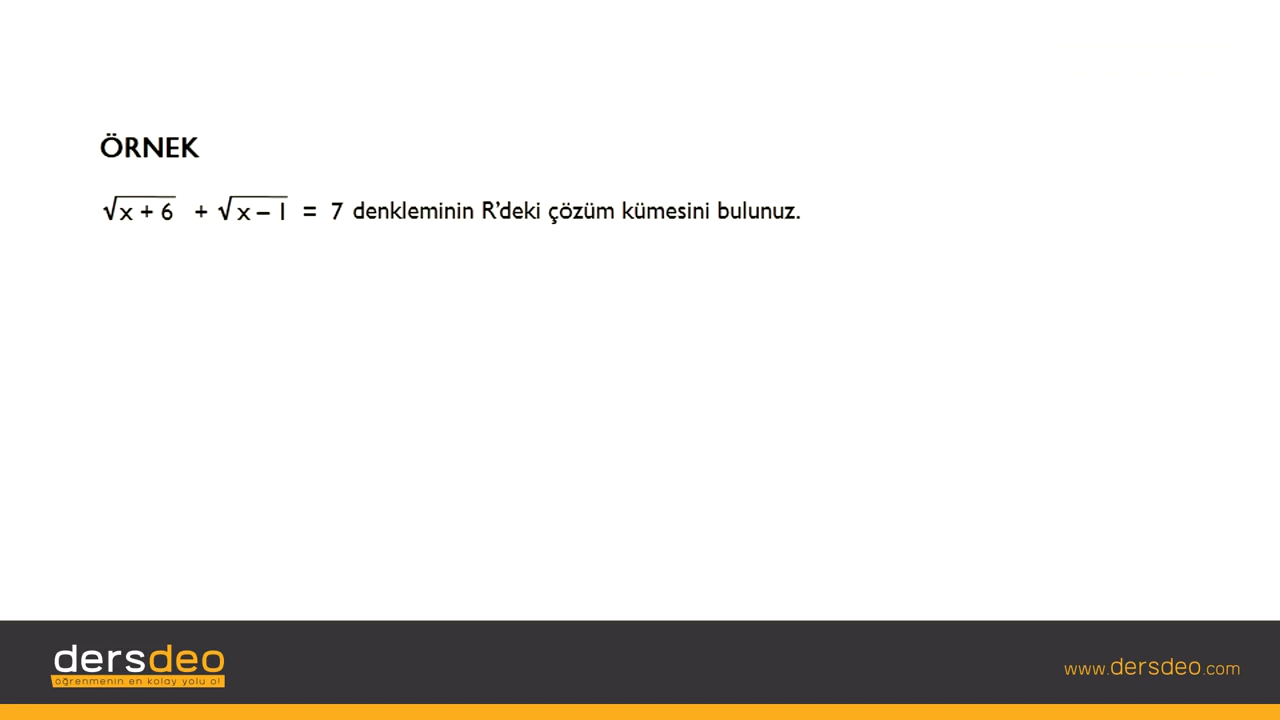 ÖRNEK
√x + 6 + √x – 1 = 7 denkleminin R’deki çözüm kümesini bulunuz.
dersdeo
öğrenmenin en kolay yolu o!
www.dersdeo.com